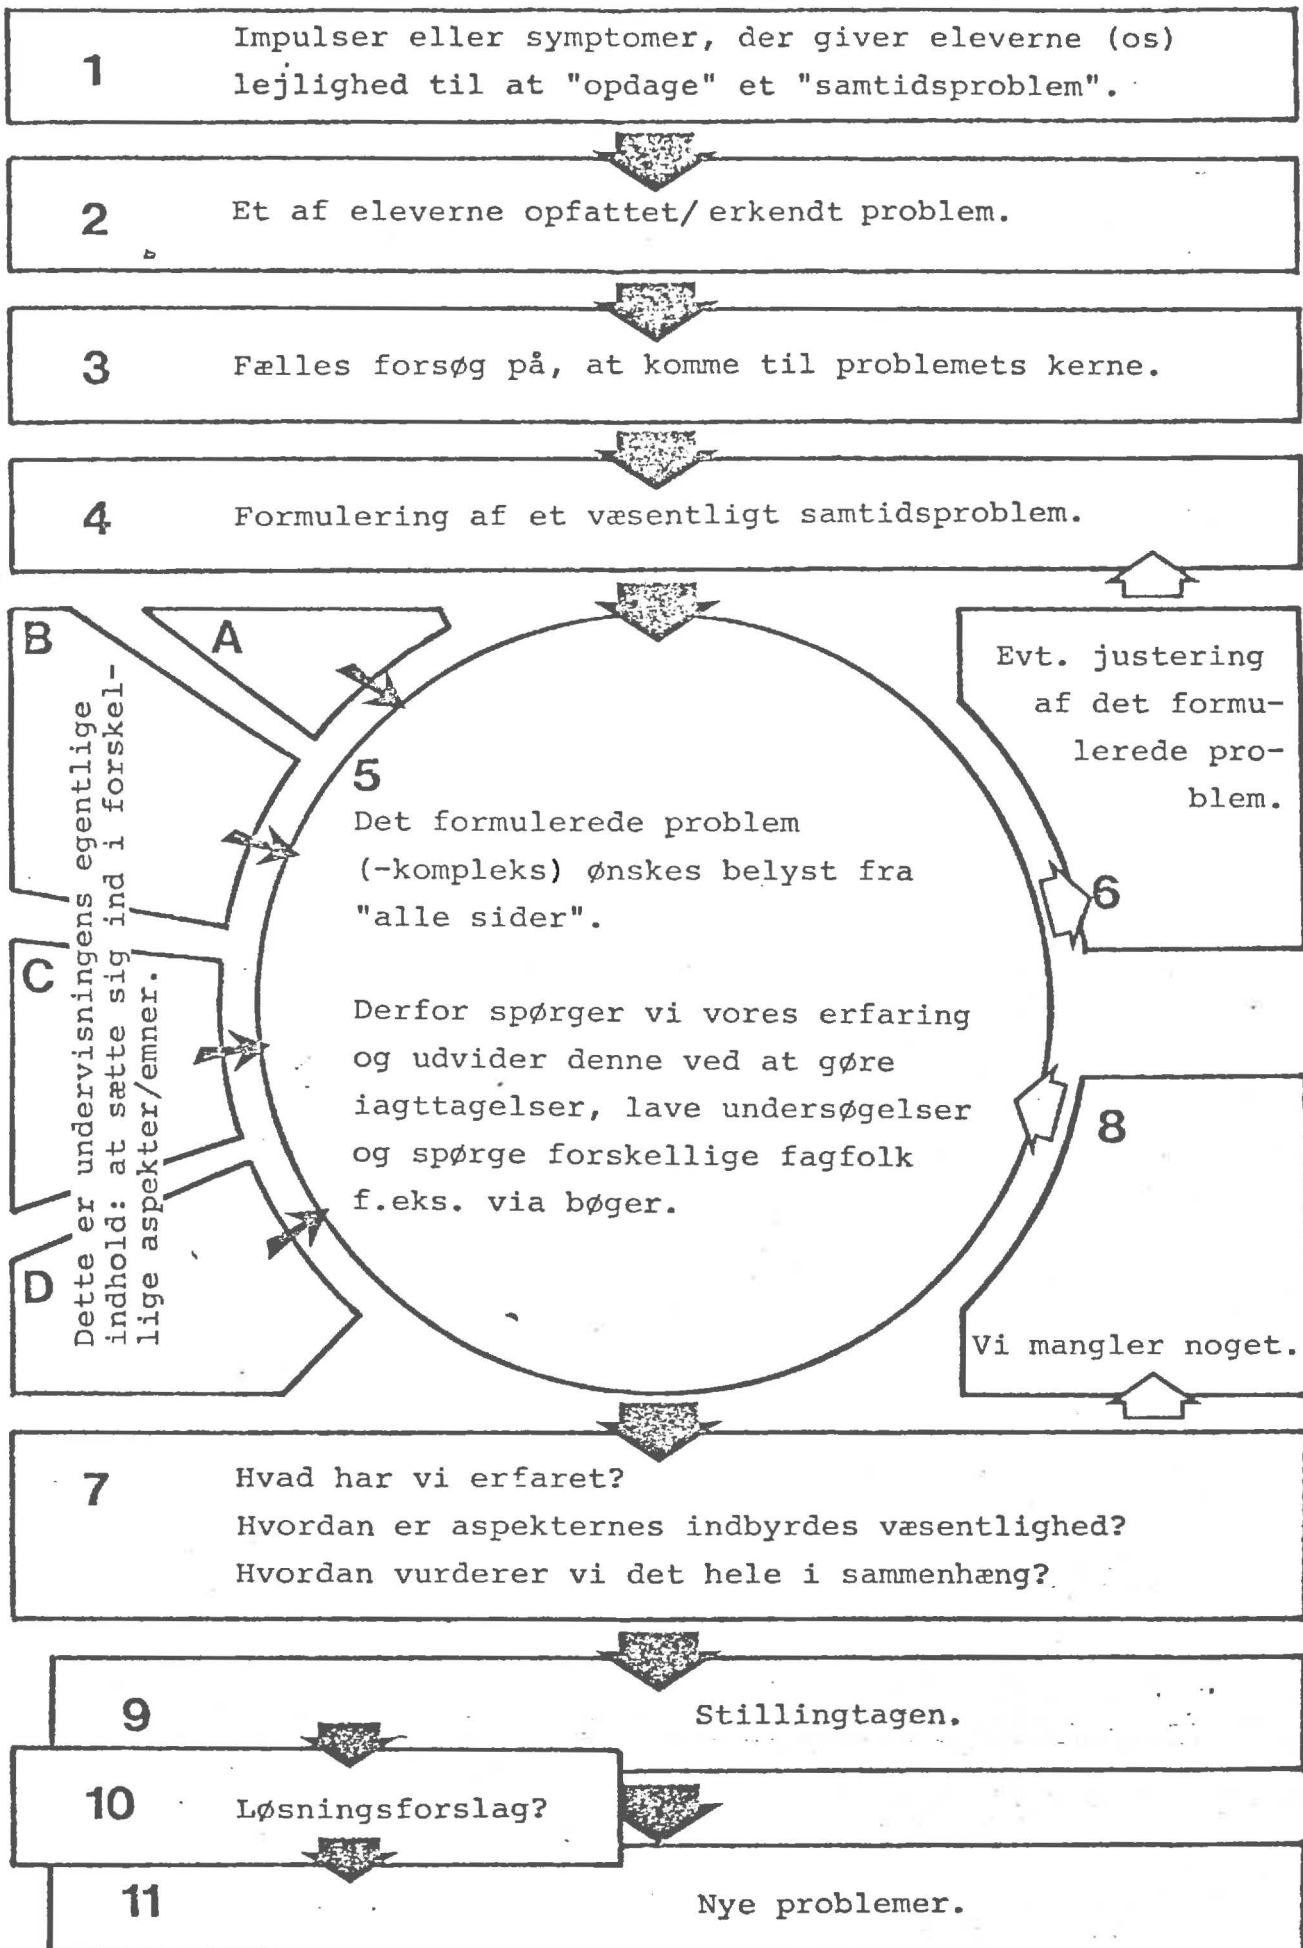 1
Impulser eller symptomer, der giver eleverne (os)
lejlighed til at "opdage" et "samtidsproblem".
2
Et af eleverne opfattet/ erkendt problem.
3
Fælles forsøg på, at komme til problemets kerne.
4
Formulering af et væsentligt samtidsproblem.
A
B
C
D
Dette er undervisningens egentlige
indhold: at sætte sig ind i forskel-
lige aspekter/emner.
5
Det formulerede problem
(-kompleks) ønskes belyst fra
"alle sider".
Derfor spørger vi vores erfaring
og udvider denne ved at gøre
iagttagelser, lave undersøgelser
og spørge forskellige fagfolk
f.eks. via bøger.
Evt. justering
af det formu-
lerede pro-
blem.
6
8
Vi mangler noget.
7
Hvad har vi erfaret?
Hvordan er aspekternes indbyrdes væsentlighed?
Hvordan vurderer vi det hele i sammenhæng?
9
Stillingtagen.
10
Løsningsforslag?
11
Nye problemer.